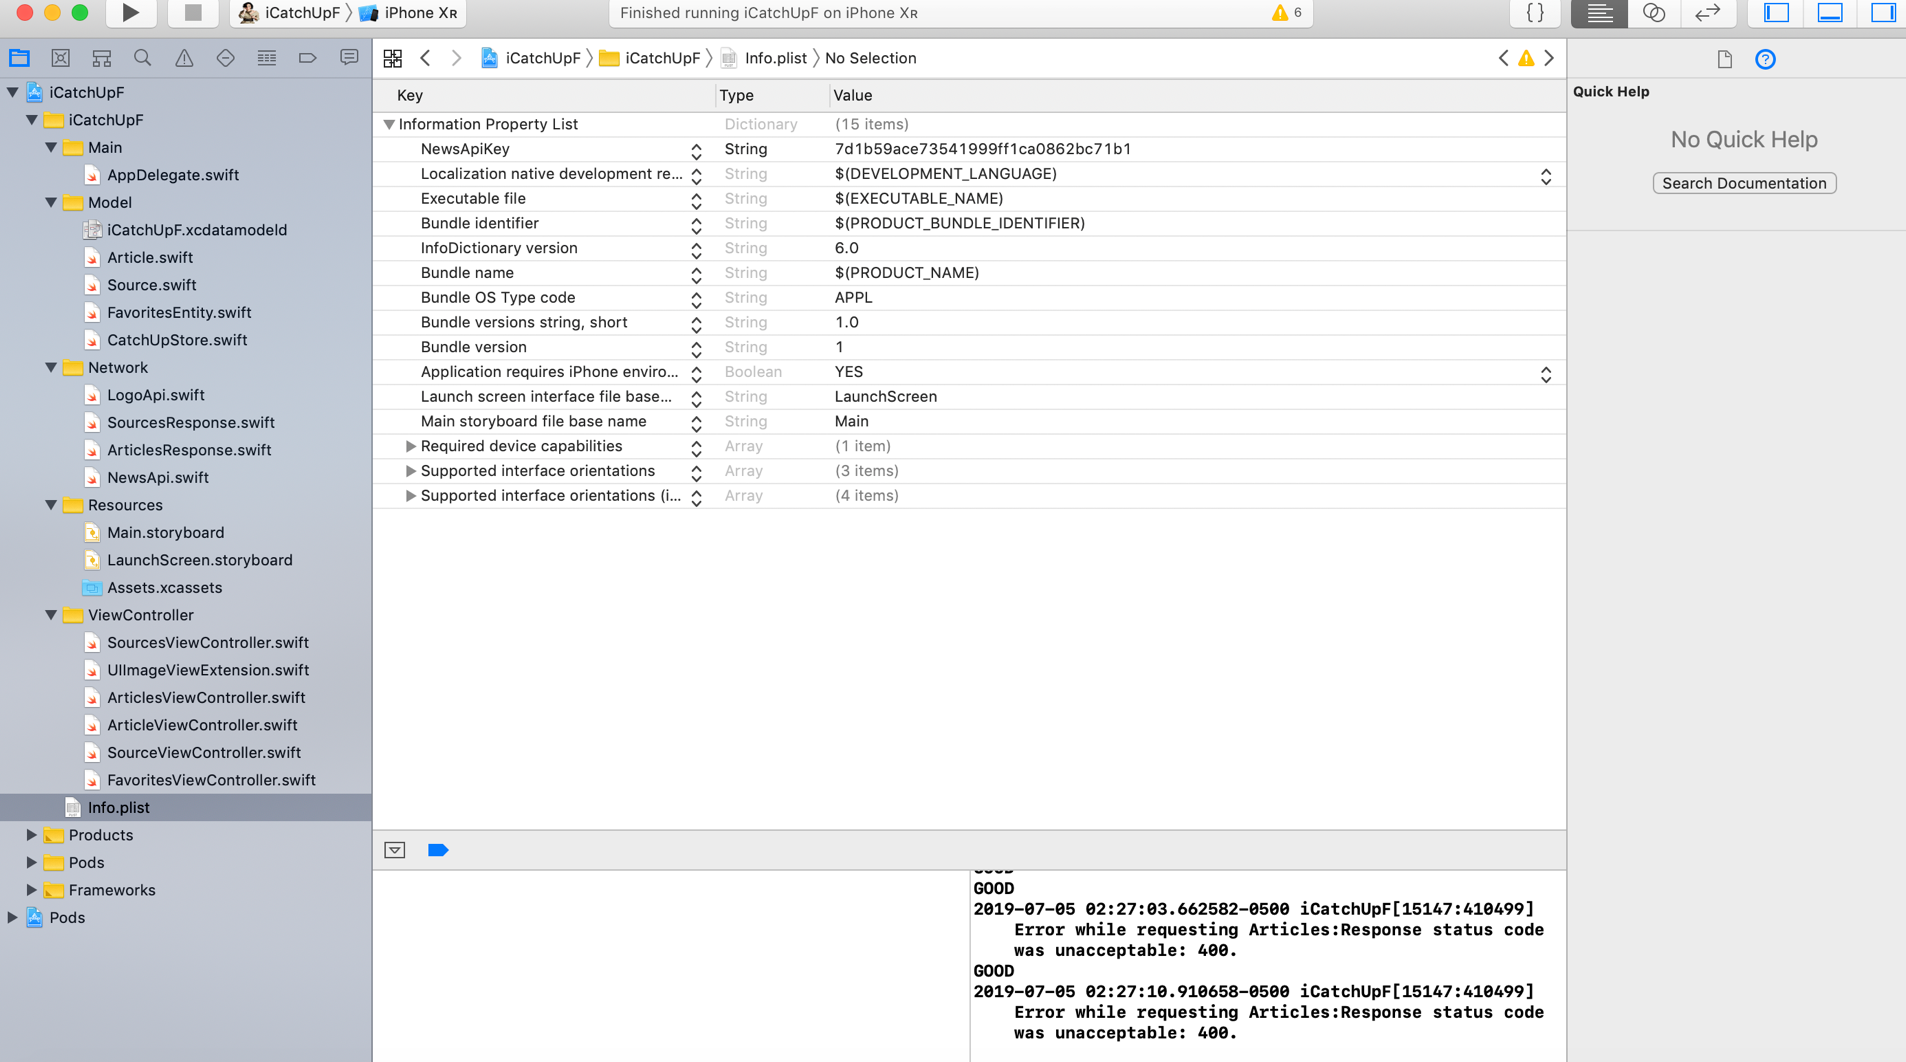 iCatchUpF 〉 iPhone XR
Finished running iCatchUpF on iPhone XR
6
{ }
iCatchUpF 〉 iCatchUpF 〉 Info.plist 〉 No Selection
iCatchUpF
iCatchUpF
Main
AppDelegate.swift
Model
iCatchUpF.xcdatamodeld
Article.swift
Source.swift
FavoritesEntity.swift
CatchUpStore.swift
Network
LogoApi.swift
SourcesResponse.swift
ArticlesResponse.swift
NewsApi.swift
Resources
Main.storyboard
LaunchScreen.storyboard
Assets.xcassets
ViewController
SourcesViewController.swift
UIImageViewExtension.swift
ArticlesViewController.swift
ArticleViewController.swift
SourceViewController.swift
FavoritesViewController.swift
Info.plist
Products
Pods
Frameworks
Pods
Key Type Value
Information Property List Dictionary (15 items)
NewsApiKey String 7d1b59ace73541999ff1ca0862bc71b1
Localization native development re... String $(DEVELOPMENT_LANGUAGE)
Executable file String $(EXECUTABLE_NAME)
Bundle identifier String $(PRODUCT_BUNDLE_IDENTIFIER)
InfoDictionary version String 6.0
Bundle name String $(PRODUCT_NAME)
Bundle OS Type code String APPL
Bundle versions string, short String 1.0
Bundle version String 1
Application requires iPhone enviro... Boolean YES
Launch screen interface file base... String LaunchScreen
Main storyboard file base name String Main
Required device capabilities Array (1 item)
Supported interface orientations Array (3 items)
Supported interface orientations (i... Array (4 items)
GOOD
GOOD
2019-07-05 02:27:03.662582-0500 iCatchUpF[15147:410499]
Error while requesting Articles:Response status code
was unacceptable: 400.
GOOD
2019-07-05 02:27:10.910658-0500 iCatchUpF[15147:410499]
Error while requesting Articles:Response status code
was unacceptable: 400.
Quick Help
No Quick Help
Search Documentation